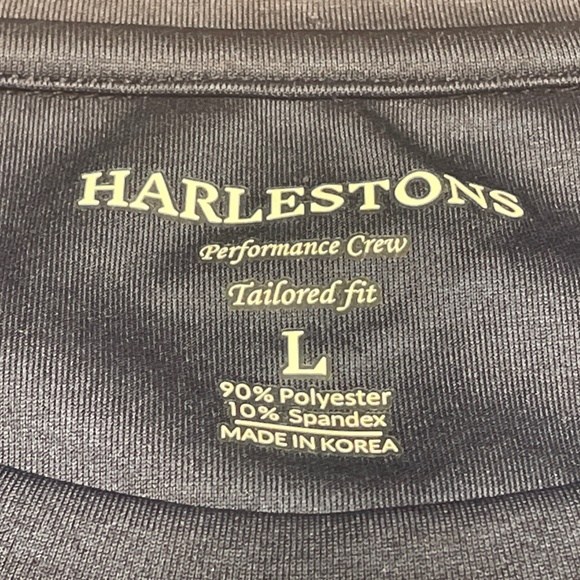 HARLESTONS
Performance Crew
Tailored fit
L
90% Polyester
10% Spandex
MADE IN KOREA